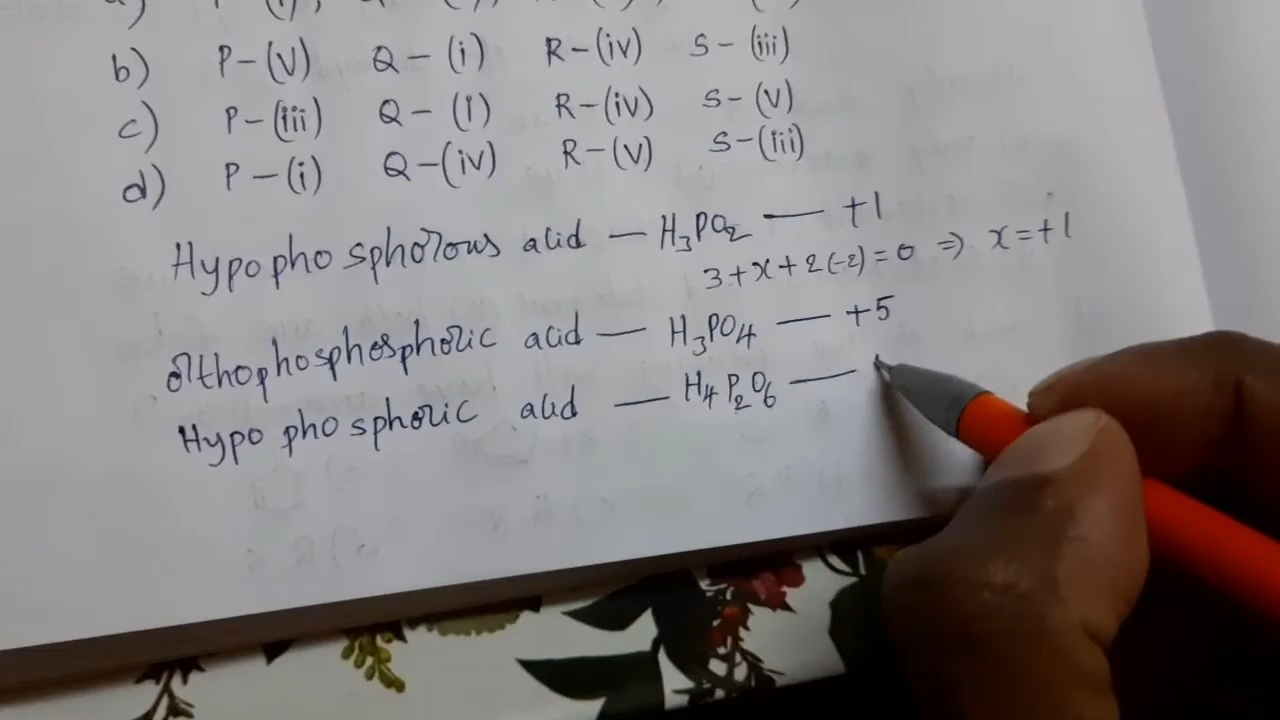 a)
b) P-(V) Q-(i) R-(iv) S-(iii)
c) P-(iii) Q-(i) R-(iv) S-(V)
d) P-(i) Q-(iv) R-(V) S-(iii)
Hypophosphorous acid - H₃PO₂ - +1
3+x+2(-2)=0 ⇒ x=+1
Orthophosphospholic acid - H₃PO₄ - +5
Hypophosphoric acid - H₄P₂O₆ -